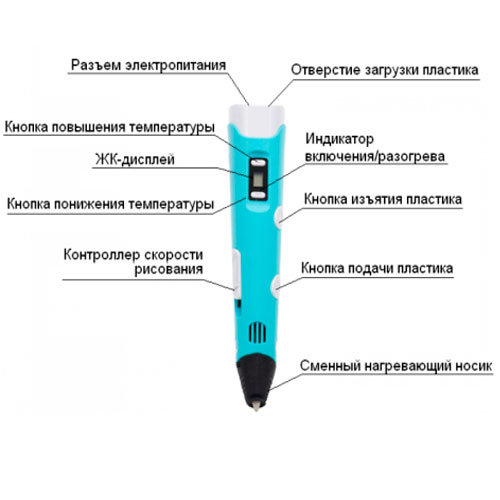 Разъем электропитания
Отверстие загрузки пластика
Кнопка повышения температуры
ЖК-дисплей
Индикатор
включения/разогрева
Кнопка понижения температуры
Кнопка изъятия пластика
Контроллер скорости
рисования
Кнопка подачи пластика
Сменный нагревающий носик